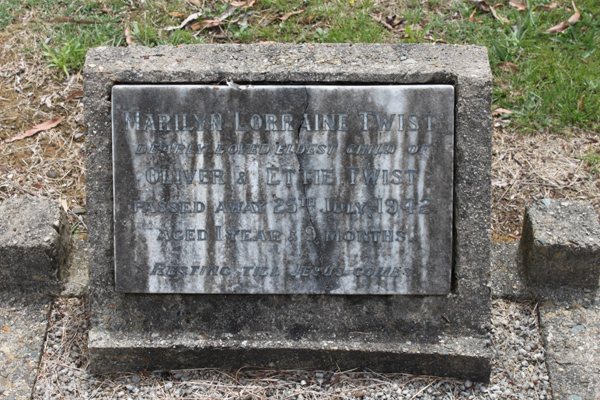 MARILYN LORRAINE TWIST
DEARLY LOVED ELDEST CHILD OF
OLIVER & ETTIE TWIST
PASSED AWAY 25TH JULY 1942
AGED 1 YEAR & 9 MONTHS.
RESTING TILL JESUS COMES